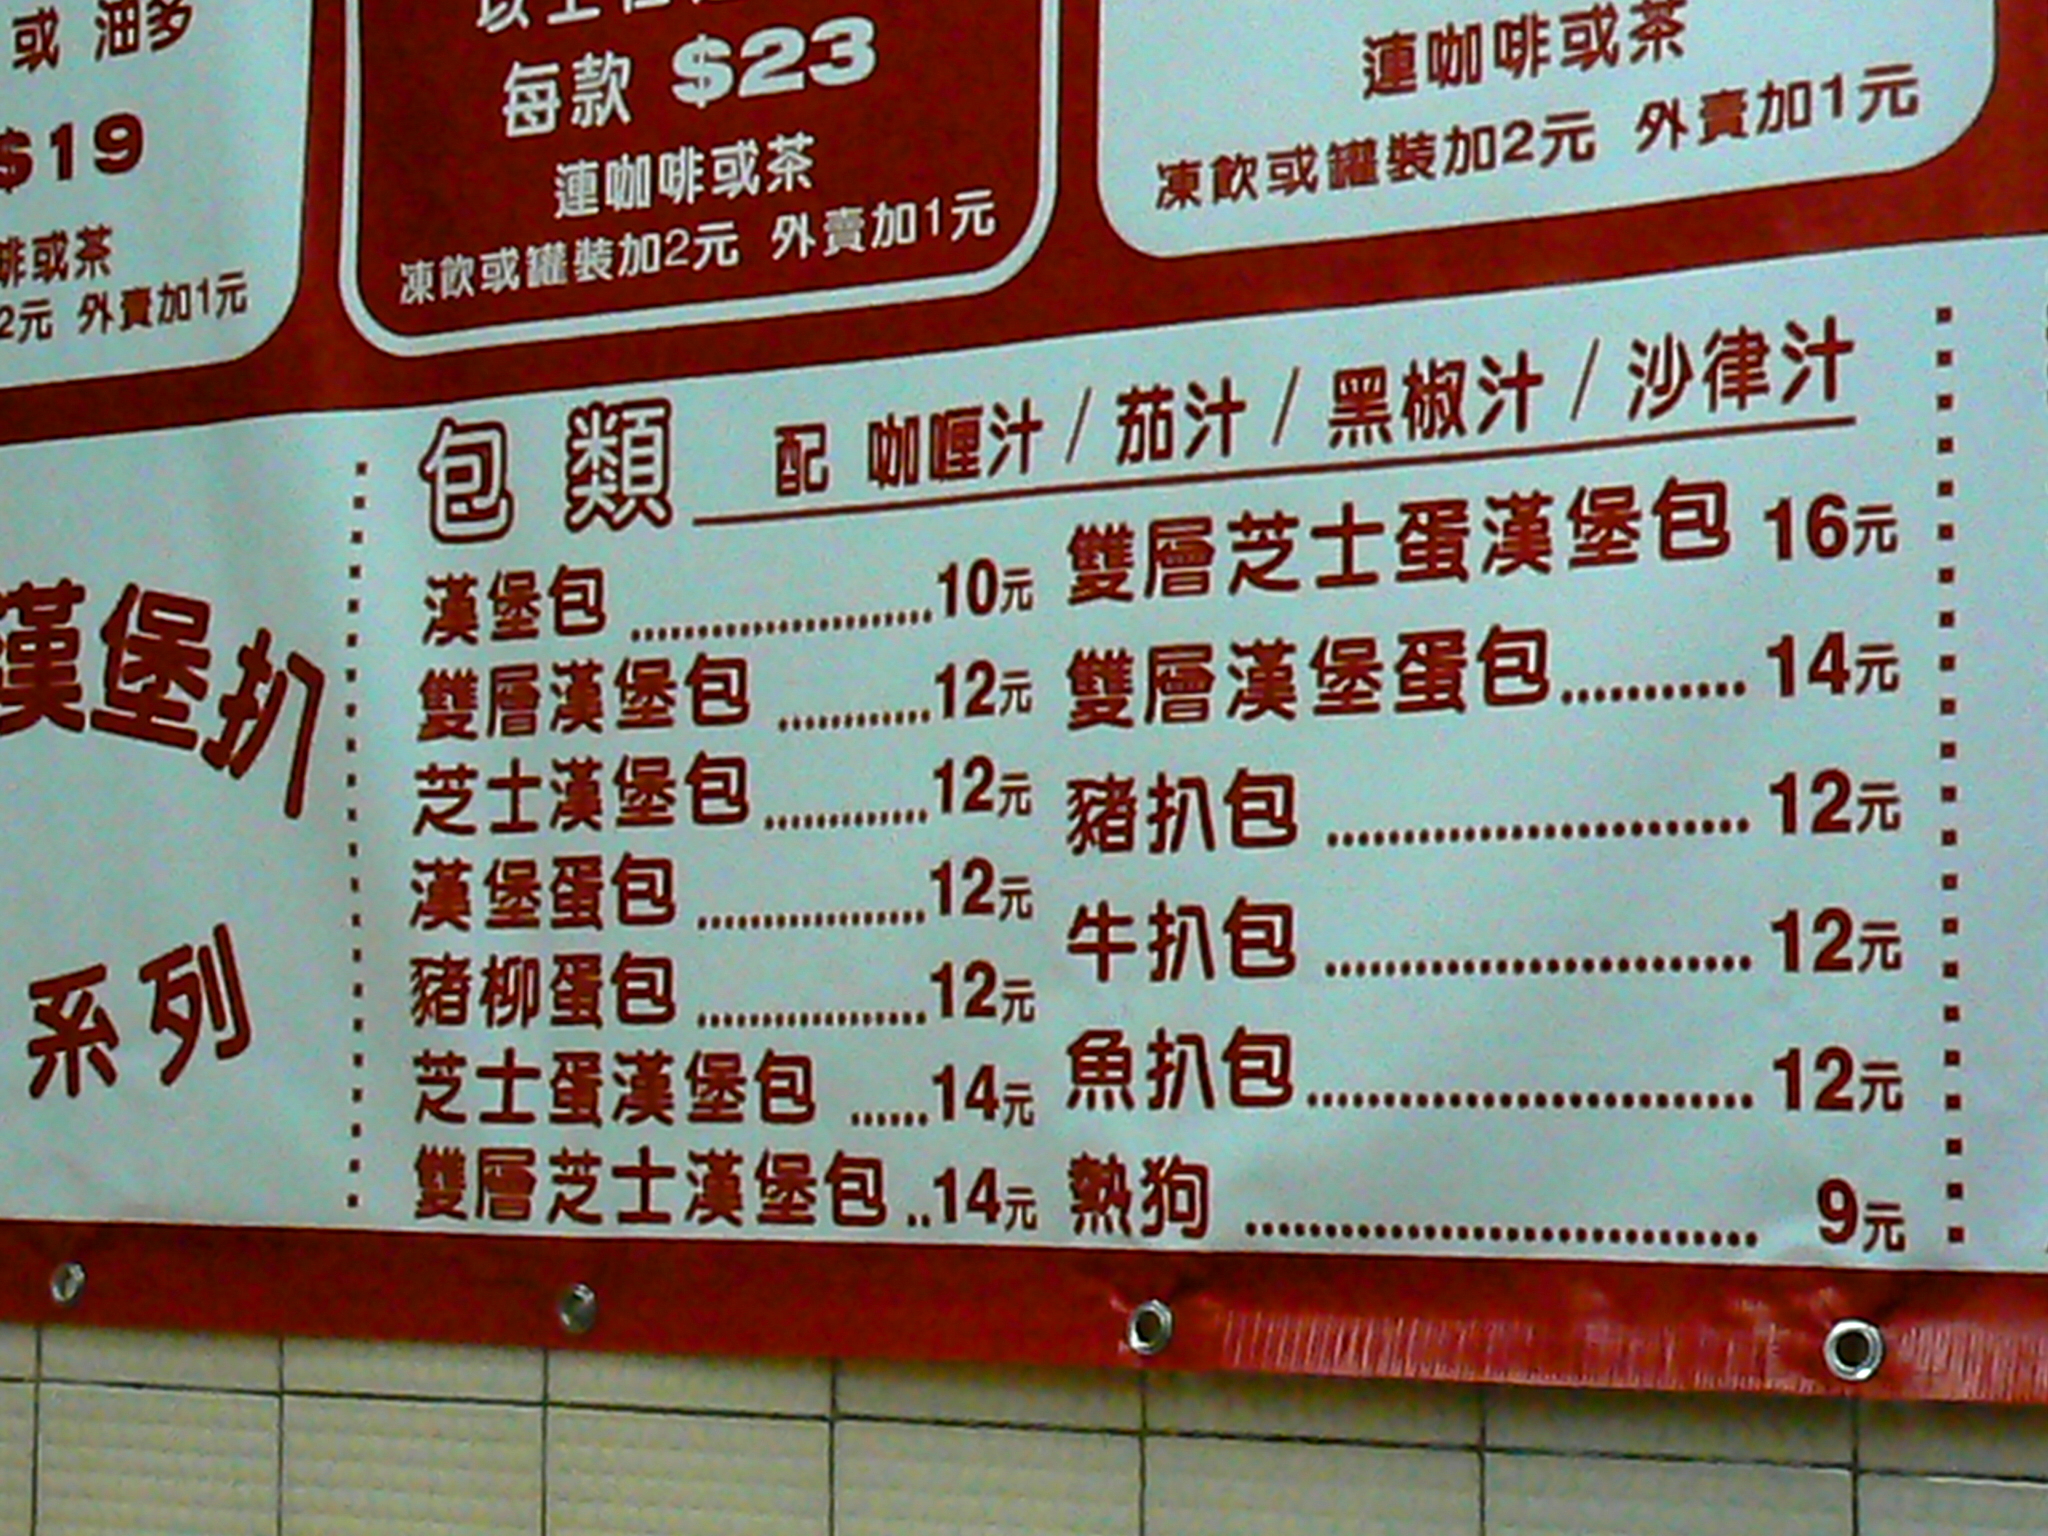 或 油多
$19
啡或茶
2元 外賣加1元
每款 $23
連咖啡或茶
凍飲或罐裝加2元 外賣加1元
連咖啡或茶
凍飲或罐裝加2元 外賣加1元
漢堡扒
系列
包類 配 咖喱汁 / 茄汁 / 黑椒汁 / 沙律汁
漢堡包 ........................10元
雙層漢堡包 ............12元
芝士漢堡包 .............12元
漢堡蛋包 ..................12元
豬柳蛋包 ..................12元
芝士蛋漢堡包 ......14元
雙層芝士漢堡包 ..14元
雙層芝士蛋漢堡包 16元
雙層漢堡蛋包........... 14元
豬扒包 ......................... 12元
牛扒包 ......................... 12元
魚扒包.......................... 12元
熱狗 .............................. 9元